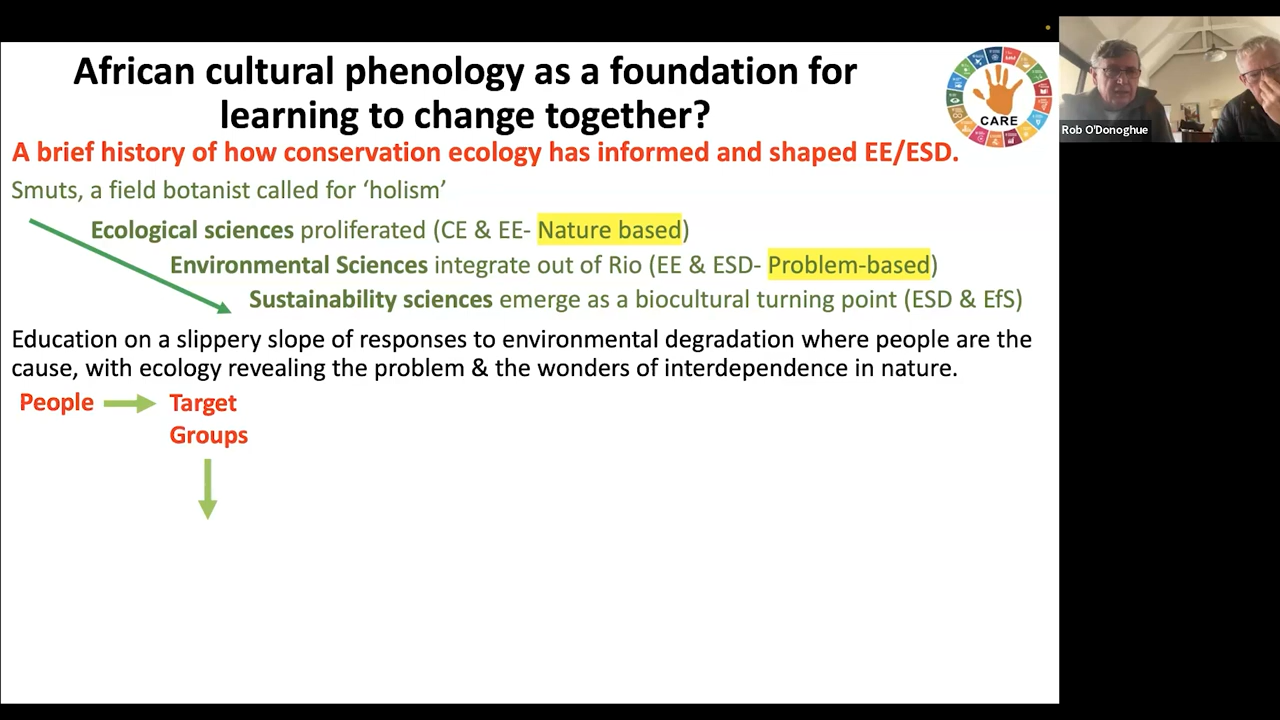 African cultural phenology as a foundation for
learning to change together?
CARE
Rob O'Donoghue
A brief history of how conservation ecology has informed and shaped EE/ESD.
Smuts, a field botanist called for ‘holism’
Ecological sciences proliferated (CE & EE- Nature based)
Environmental Sciences integrate out of Rio (EE & ESD- Problem-based)
Sustainability sciences emerge as a biocultural turning point (ESD & EfS)
Education on a slippery slope of responses to environmental degradation where people are the
cause, with ecology revealing the problem & the wonders of interdependence in nature.
People
Target
Groups